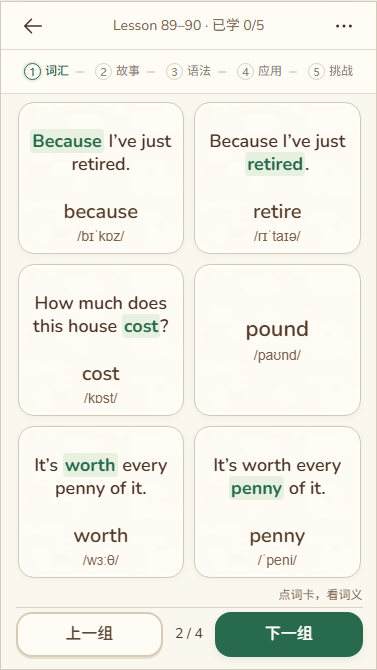 Lesson 89–90 · 已学 0/5
1 词汇 – 2 故事 – 3 语法 – 4 应用 – 5 挑战
Because I've just
retired.
because
/bɪˈkɒz/
Because I've just
retired.
retire
/rɪˈtaɪə/
How much does
this house cost?
cost
/kɒst/
pound
/paʊnd/
It's worth every
penny of it.
worth
/wɜːθ/
It's worth every
penny of it.
penny
/ˈpeni/
点词卡，看词义
上一组
2 / 4
下一组